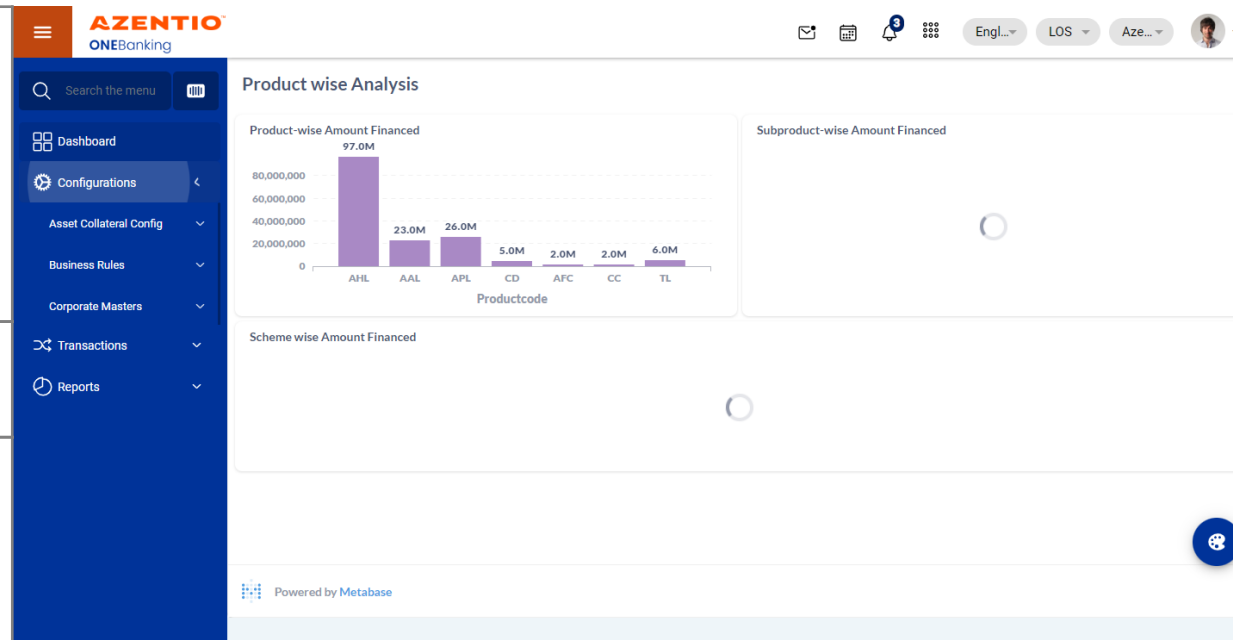 AZENTIO
ONEBanking
3
Engl...
LOS
Aze...
Search the menu
Dashboard
Configurations
Asset Collateral Config
Business Rules
Corporate Masters
Transactions
Reports
Product wise Analysis
Product-wise Amount Financed
97.0M
80,000,000
60,000,000
40,000,000
20,000,000
0
23.0M
26.0M
5.0M
2.0M
2.0M
6.0M
AHL AAL APL CD AFC CC TL
Productcode
Subproduct-wise Amount Financed
Scheme wise Amount Financed
Powered by Metabase